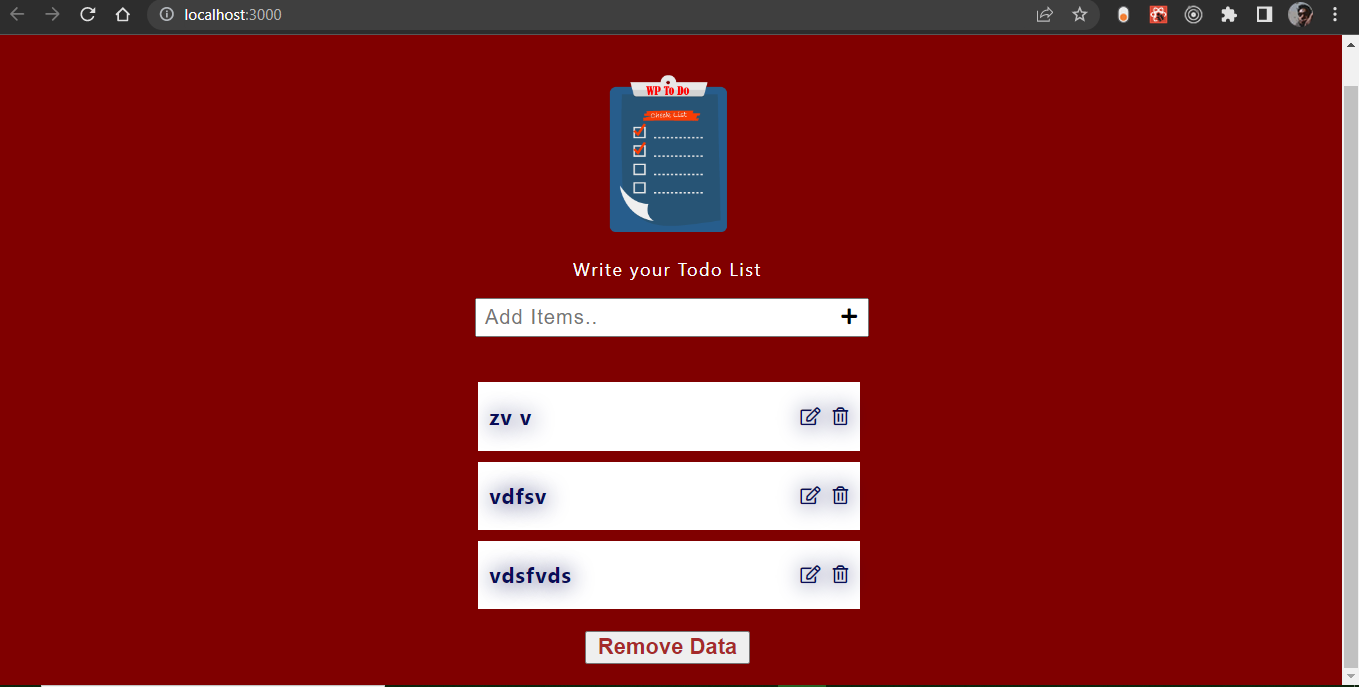 localhost:3000
WP To Do
Check List
Write your Todo List
Add Items..
zv v
vdfsv
vdsfvds
Remove Data